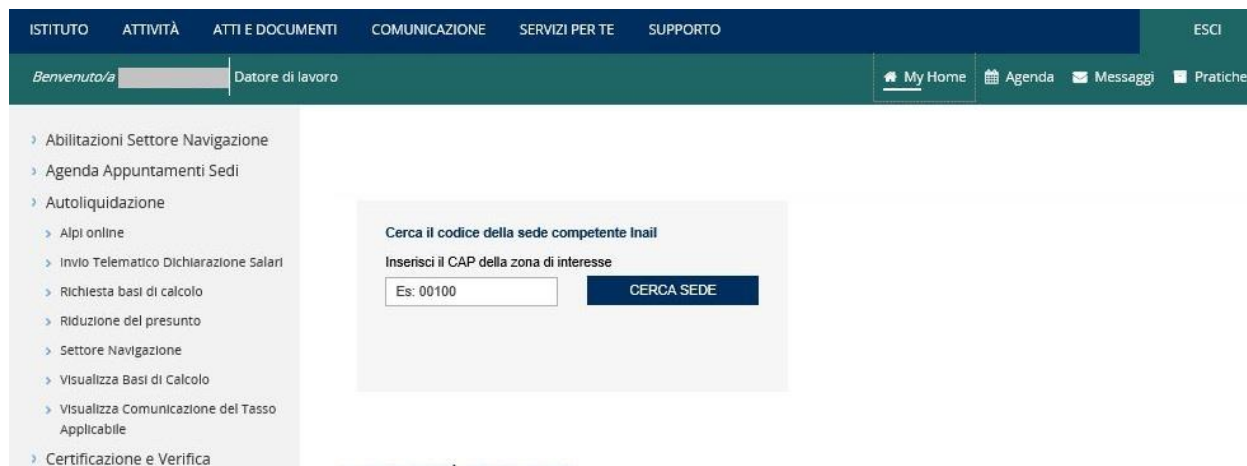 ISTITUTO ATTIVITÀ ATTI E DOCUMENTI COMUNICAZIONE SERVIZI PER TE SUPPORTO ESCI
Benvenuto/a Datore di lavoro My Home Agenda Messaggi Pratiche
Abilitazioni Settore Navigazione
Agenda Appuntamenti Sedi
Autoliquidazione
Alpi online
Invio Telematico Dichiarazione Salari
Richiesta basi di calcolo
Riduzione del presunto
Settore Navigazione
Visualizza Basi di Calcolo
Visualizza Comunicazione del Tasso
Applicabile
Certificazione e Verifica
Cerca il codice della sede competente Inail
Inserisci il CAP della zona di interesse
Es: 00100 CERCA SEDE